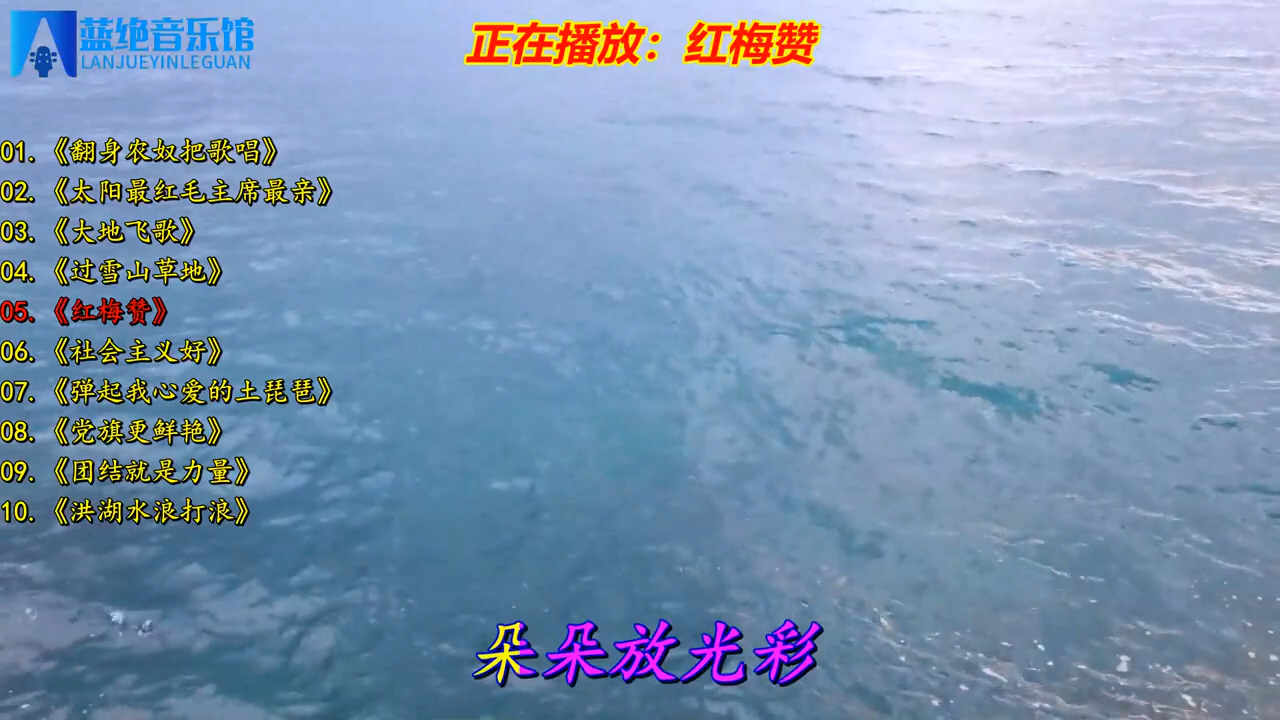 蓝绝音乐馆
LANJUEYINLEGUAN
正在播放：红梅赞
01.《翻身农奴把歌唱》
02.《太阳最红毛主席最亲》
03.《大地飞歌》
04.《过雪山草地》
05.《红梅赞》
06.《社会主义好》
07.《弹起我心爱的土琵琶》
08.《党旗更鲜艳》
09.《团结就是力量》
10.《洪湖水浪打浪》
朵朵放光彩